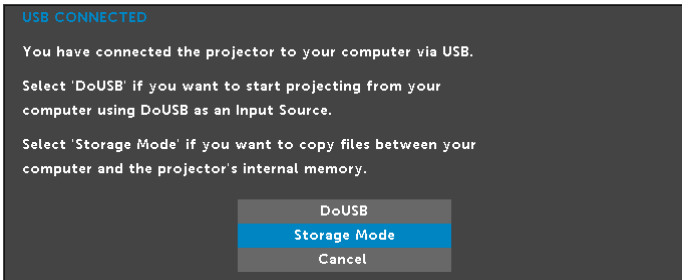 USB CONNECTED
You have connected the projector to your computer via USB.
Select 'DoUSB' if you want to start projecting from your
computer using DoUSB as an Input Source.
Select 'Storage Mode' if you want to copy files between your
computer and the projector's internal memory.
DoUSB
Storage Mode
Cancel